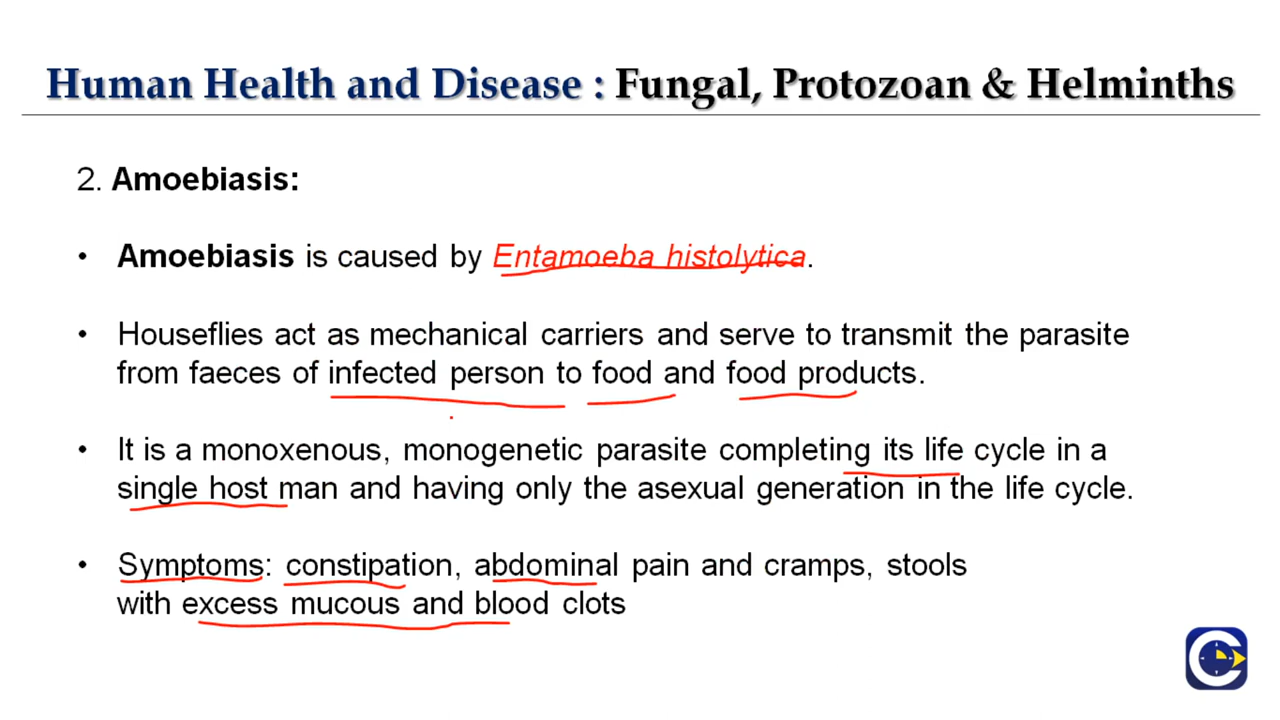 Human Health and Disease : Fungal, Protozoan & Helminths
2. Amoebiasis:
• Amoebiasis is caused by Entamoeba histolytica.
• Houseflies act as mechanical carriers and serve to transmit the parasite
from faeces of infected person to food and food products.
• It is a monoxenous, monogenetic parasite completing its life cycle in a
single host man and having only the asexual generation in the life cycle.
• Symptoms: constipation, abdominal pain and cramps, stools
with excess mucous and blood clots